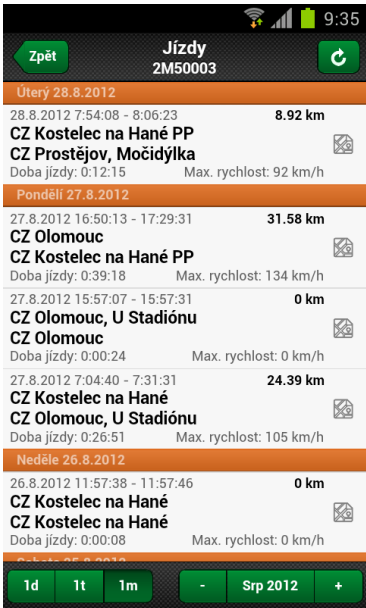 9:35
Zpět
Jízdy
2M50003
Úterý 28.8.2012
28.8.2012 7:54:08 - 8:06:23 8.92 km
CZ Kostelec na Hané PP
CZ Prostějov, Močidýlka
Doba jízdy: 0:12:15 Max. rychlost: 92 km/h
Pondělí 27.8.2012
27.8.2012 16:50:13 - 17:29:31 31.58 km
CZ Olomouc
CZ Kostelec na Hané PP
Doba jízdy: 0:39:18 Max. rychlost: 134 km/h
27.8.2012 15:57:07 - 15:57:31 0 km
CZ Olomouc, U Stadiónu
CZ Olomouc
Doba jízdy: 0:00:24 Max. rychlost: 0 km/h
27.8.2012 7:04:40 - 7:31:31 24.39 km
CZ Kostelec na Hané
CZ Olomouc, U Stadiónu
Doba jízdy: 0:26:51 Max. rychlost: 105 km/h
Neděle 26.8.2012
26.8.2012 11:57:38 - 11:57:46 0 km
CZ Kostelec na Hané
CZ Kostelec na Hané
Doba jízdy: 0:00:08 Max. rychlost: 0 km/h
Sobota 25.8.2012
1d 1t 1m - Srp 2012 +